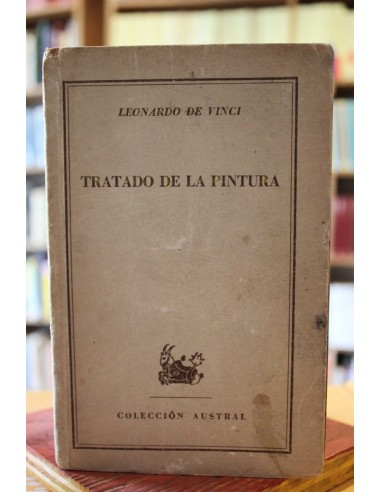 LEONARDO DE VINCI
TRATADO DE LA PINTURA
COLECCIÓN AUSTRAL